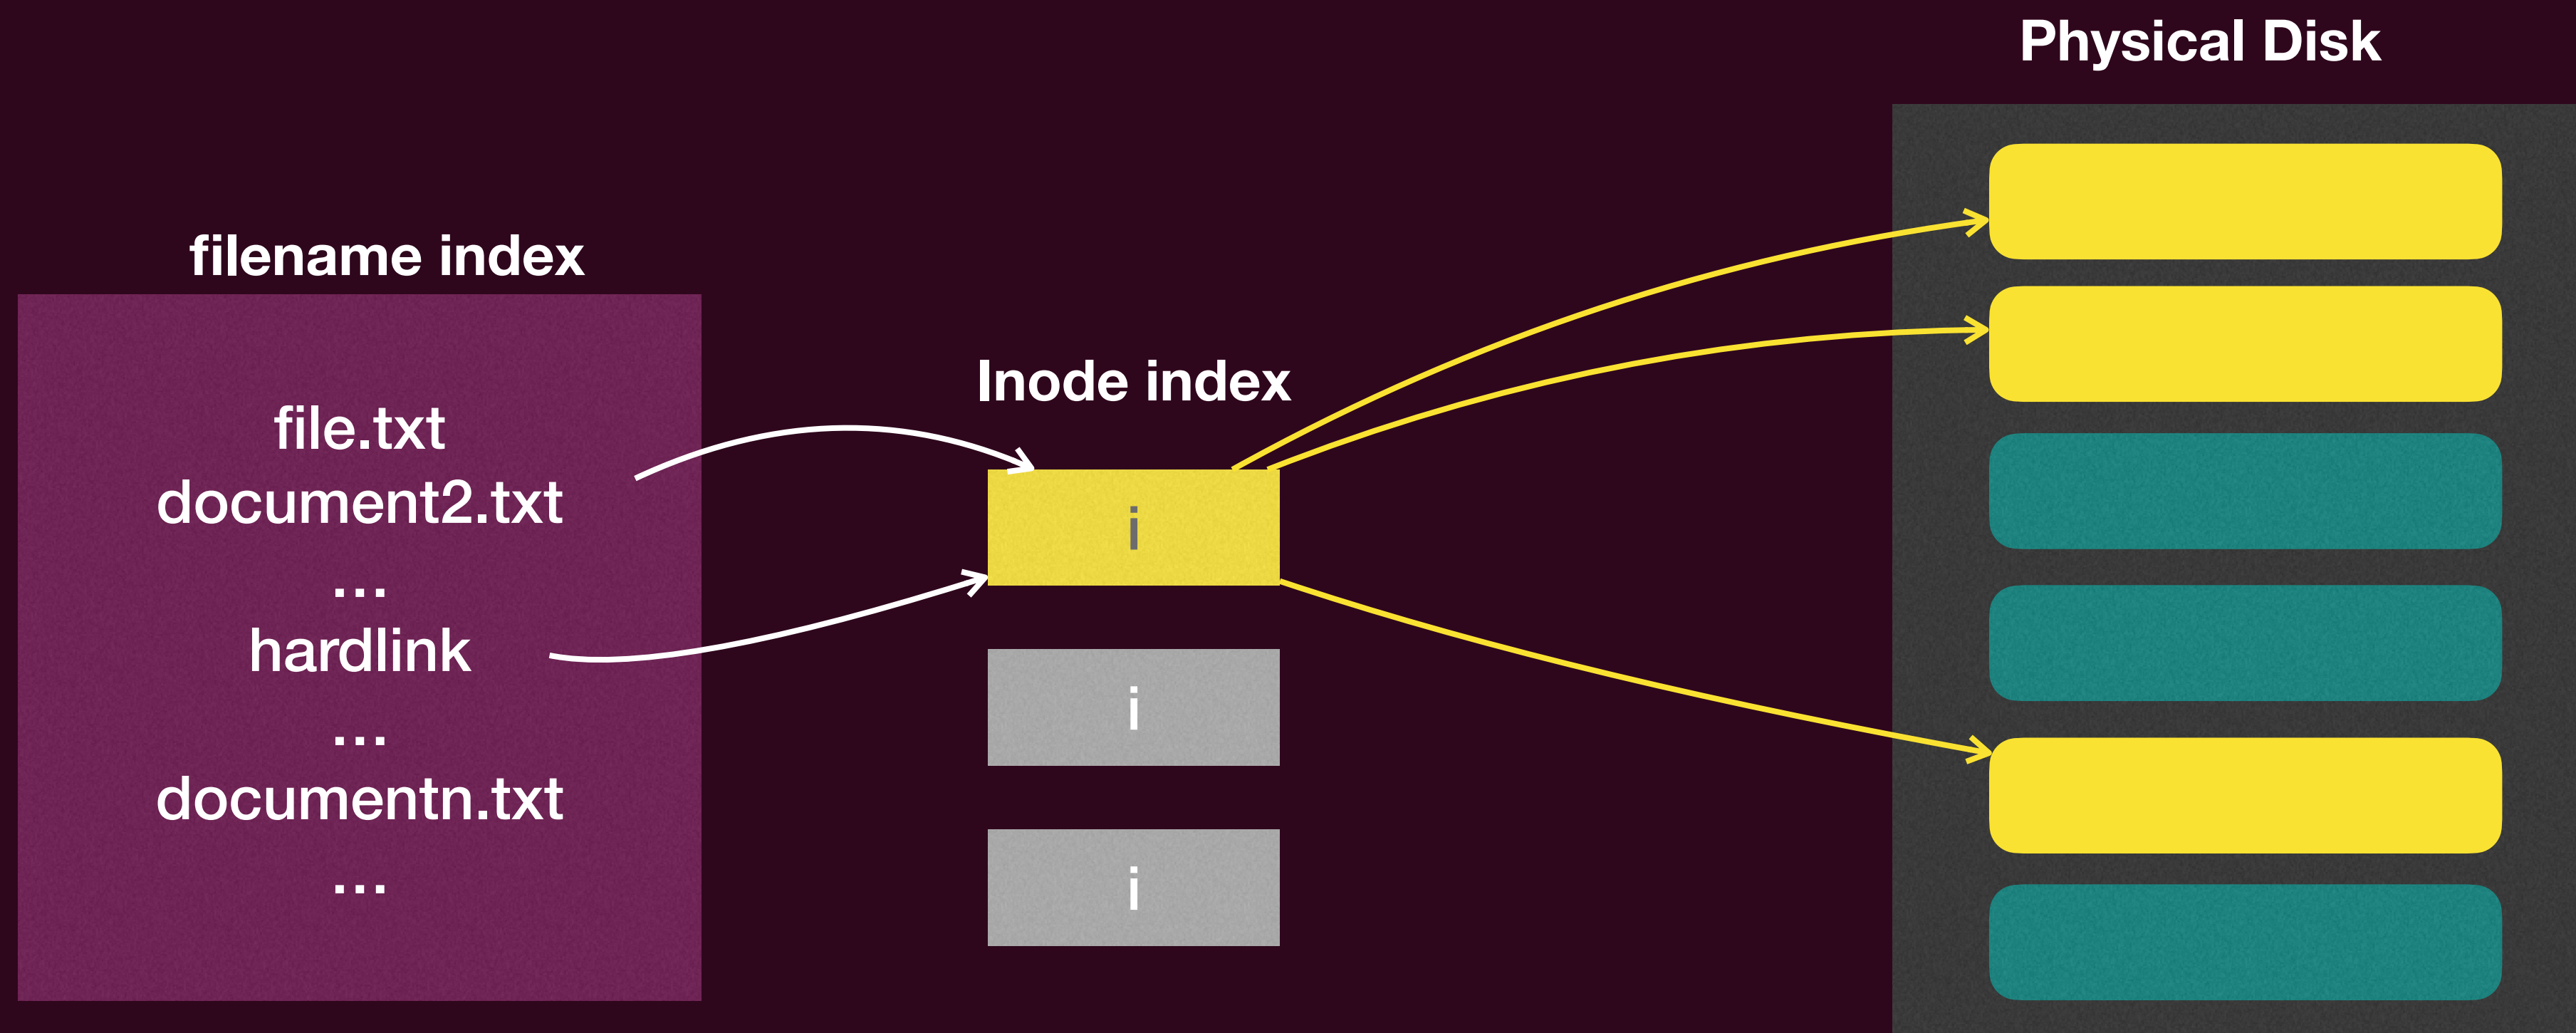 Physical Disk
filename index
file.txt
document2.txt
...
hardlink
...
documentn.txt
...
Inode index
i
i
i